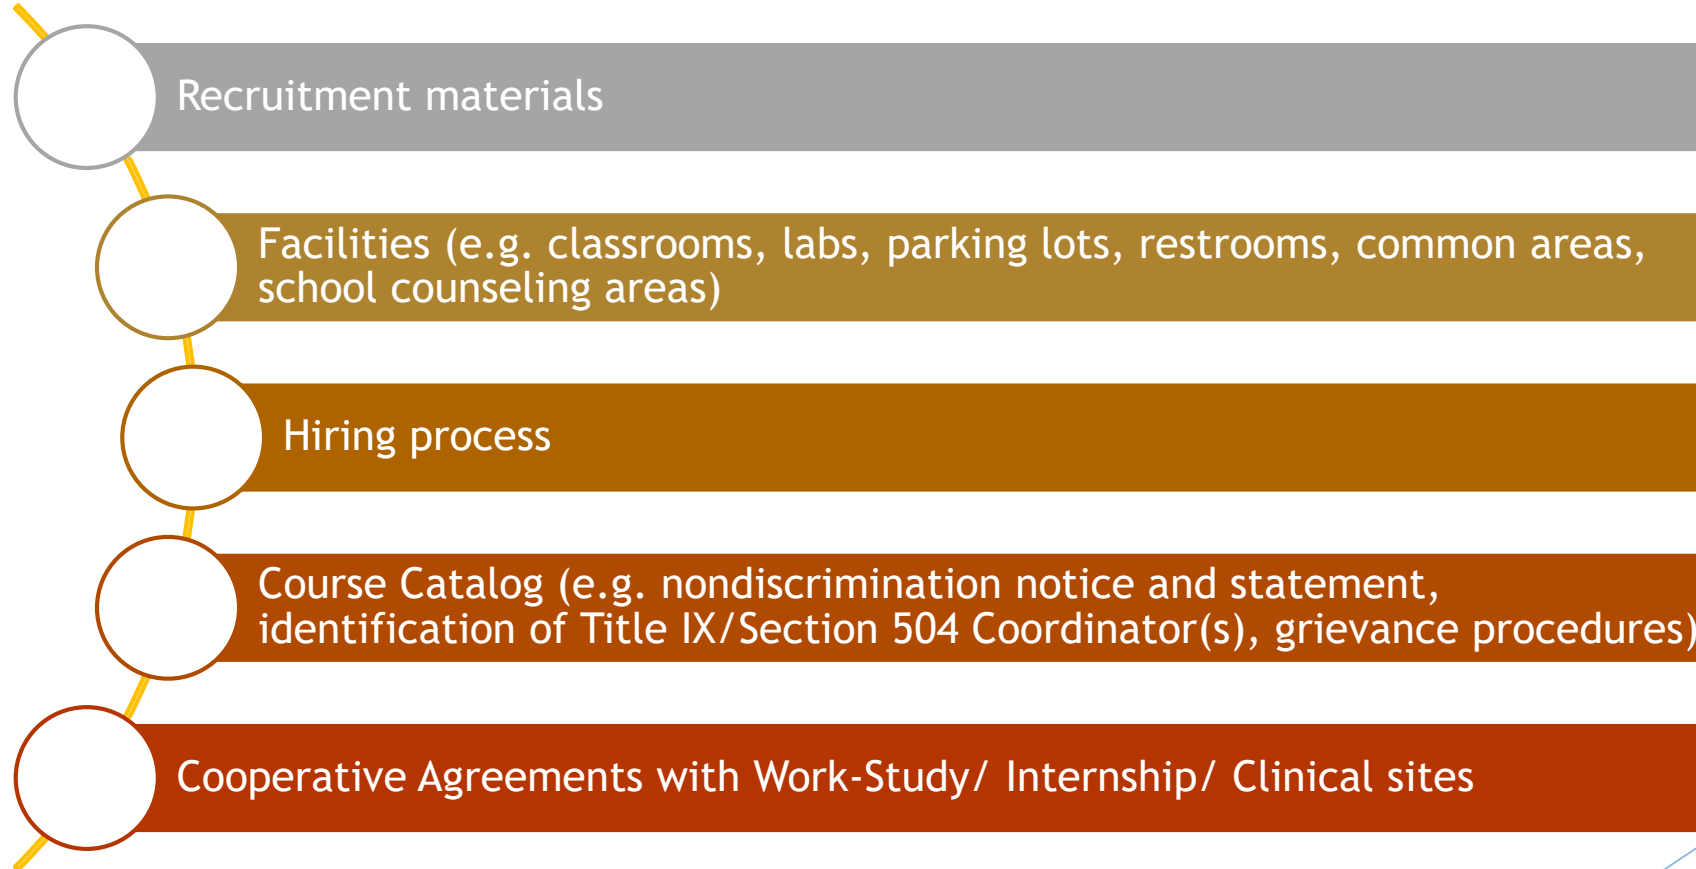 Recruitment materials
Facilities (e.g. classrooms, labs, parking lots, restrooms, common areas,
school counseling areas)
Hiring process
Course Catalog (e.g. nondiscrimination notice and statement,
identification of Title IX/Section 504 Coordinator(s), grievance procedures)
Cooperative Agreements with Work-Study/ Internship/ Clinical sites